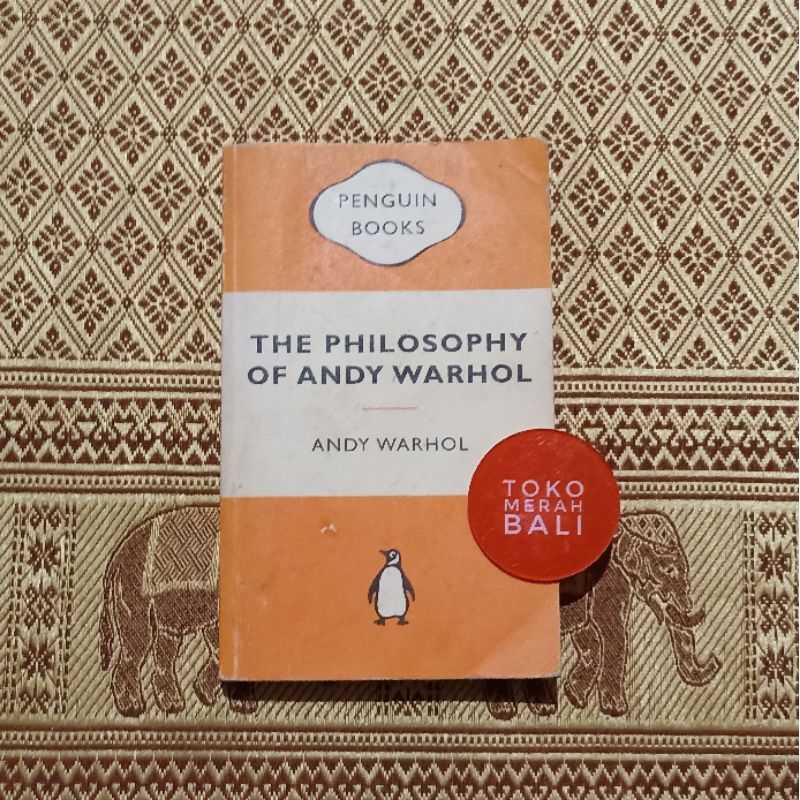 PENGUIN
BOOKS
THE PHILOSOPHY
OF ANDY WARHOL
ANDY WARHOL
TOKO
MERAH
BALI